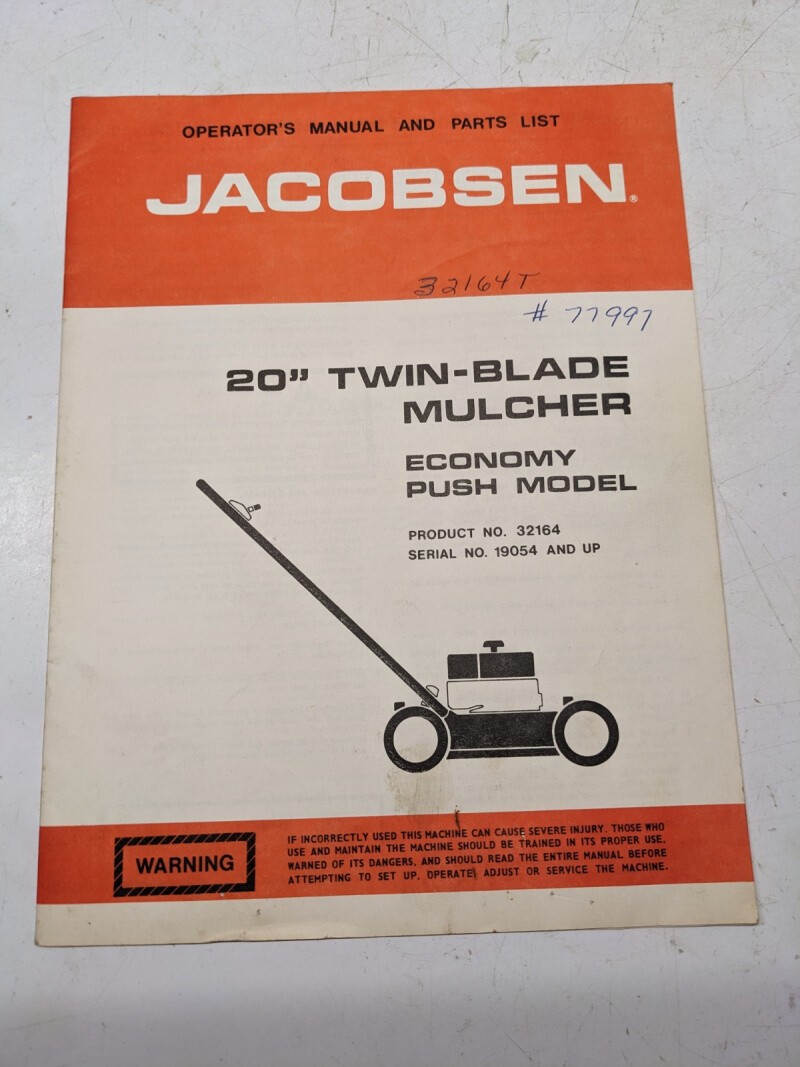 OPERATOR'S MANUAL AND PARTS LIST
JACOBSEN®
32164T
# 77997
20" TWIN-BLADE
MULCHER
ECONOMY
PUSH MODEL
PRODUCT NO. 32164
SERIAL NO. 19054 AND UP
WARNING
IF INCORRECTLY USED THIS MACHINE CAN CAUSE SEVERE INJURY. THOSE WHO
USE AND MAINTAIN THE MACHINE SHOULD BE TRAINED IN ITS PROPER USE,
WARNED OF ITS DANGERS, AND SHOULD READ THE ENTIRE MANUAL BEFORE
ATTEMPTING TO SET UP, OPERATE, ADJUST OR SERVICE THE MACHINE.